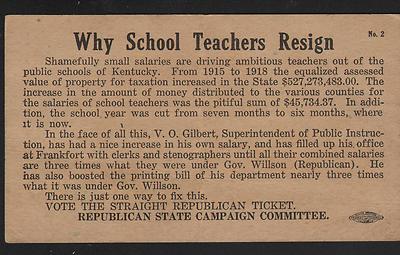 No. 2
Why School Teachers Resign
Shamefully small salaries are driving ambitious teachers out of the
public schools of Kentucky. From 1915 to 1918 the equalized assessed
value of property for taxation increased in the State $527,273,483.00. The
increase in the amount of money distributed to the various counties for
the salaries of school teachers was the pitiful sum of $45,734.37. In addi-
tion, the school year was cut from seven months to six months, where
it is now.
In the face of all this, V. O. Gilbert, Superintendent of Public Instruc-
tion, has had a nice increase in his own salary, and has filled up his office
at Frankfort with clerks and stenographers until all their combined salaries
are three times what they were under Gov. Willson (Republican). He
has also boosted the printing bill of his department nearly three times
what it was under Gov. Willson.
There is just one way to fix this.
VOTE THE STRAIGHT REPUBLICAN TICKET.
REPUBLICAN STATE CAMPAIGN COMMITTEE.